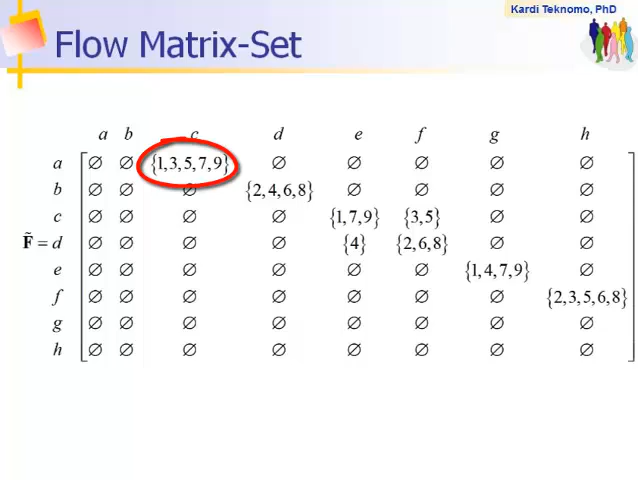 Kardi Teknomo, PhD
Flow Matrix-Set
a b c d e f g h
a ∅ ∅ {1,3,5,7,9} ∅ ∅ ∅ ∅ ∅
b ∅ ∅ ∅ {2,4,6,8} ∅ ∅ ∅ ∅
c ∅ ∅ ∅ ∅ {1,7,9} {3,5} ∅ ∅
F̃ = d ∅ ∅ ∅ ∅ {4} {2,6,8} ∅ ∅
e ∅ ∅ ∅ ∅ ∅ ∅ {1,4,7,9} ∅
f ∅ ∅ ∅ ∅ ∅ ∅ ∅ {2,3,5,6,8}
g ∅ ∅ ∅ ∅ ∅ ∅ ∅ ∅
h ∅ ∅ ∅ ∅ ∅ ∅ ∅ ∅